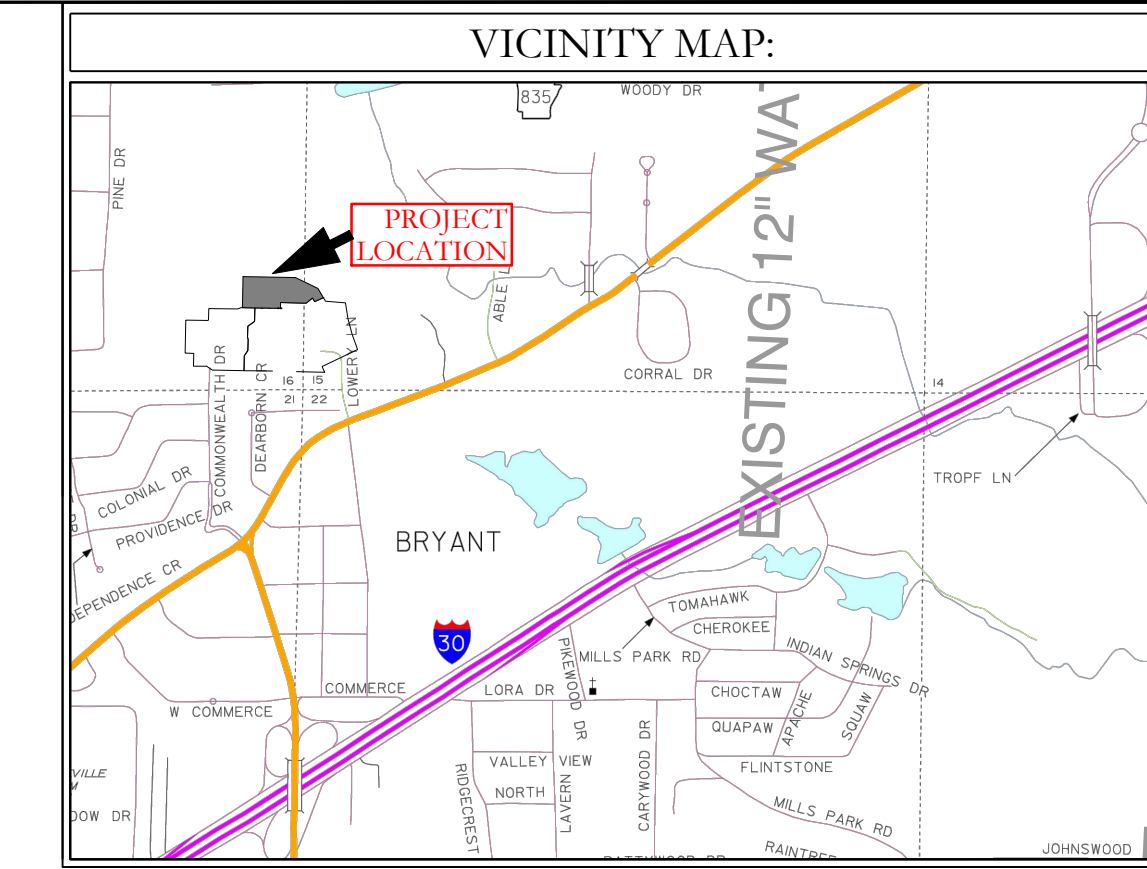 VICINITY MAP:
835
WOODY DR
PINE DR
EXISTING 12" WA
PROJECT
LOCATION
ABLE L
LOWERY LN
CORRAL DR
COMMONWEALTH DR
DEARBORN CR
16 15
21 22
14
TROPF LN
COLONIAL DR
PROVIDENCE DR
DEPENDENCE CR
BRYANT
30
TOMAHAWK
CHEROKEE
MILLS PARK RD
PIKEWOOD DR
INDIAN SPRINGS DR
COMMERCE
W COMMERCE
LORA DR
CHOCTAW
QUAPAW
APACHE
SQUAW
FLINTSTONE
VALLEY VIEW
NORTH
RIDGECREST
LAVERN
CARYWOOD DR
MILLS PARK RD
VILLE
M
DOW DR
JOHNSWOOD
RAINTREE